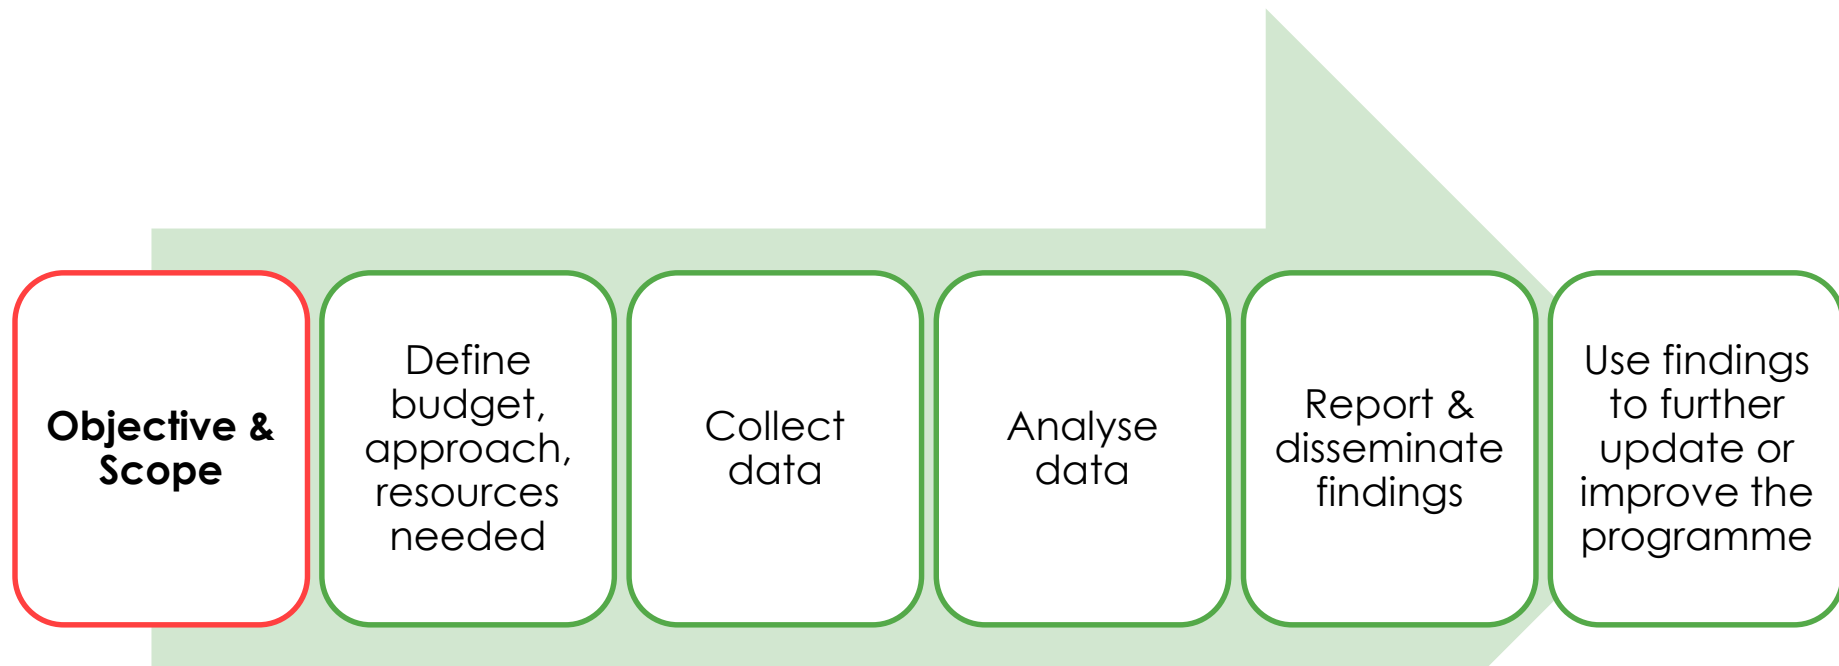 Objective &
Scope
Define
budget,
approach,
resources
needed
Collect
data
Analyse
data
Report &
disseminate
findings
Use findings
to further
update or
improve the
programme